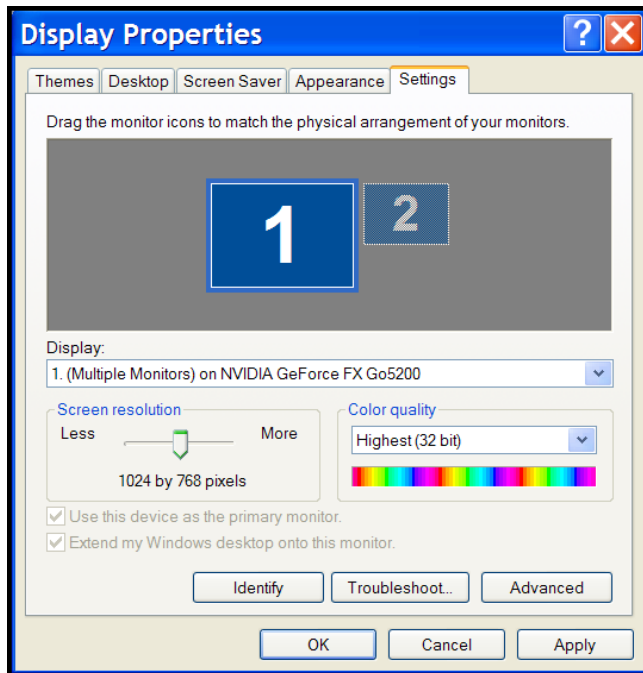 Display Properties
Themes Desktop Screen Saver Appearance Settings
Drag the monitor icons to match the physical arrangement of your monitors.
1 2
Display:
1. (Multiple Monitors) on NVIDIA GeForce FX Go5200
Screen resolution
Less More
1024 by 768 pixels
Color quality
Highest (32 bit)
Use this device as the primary monitor.
Extend my Windows desktop onto this monitor.
Identify Troubleshoot... Advanced
OK Cancel Apply